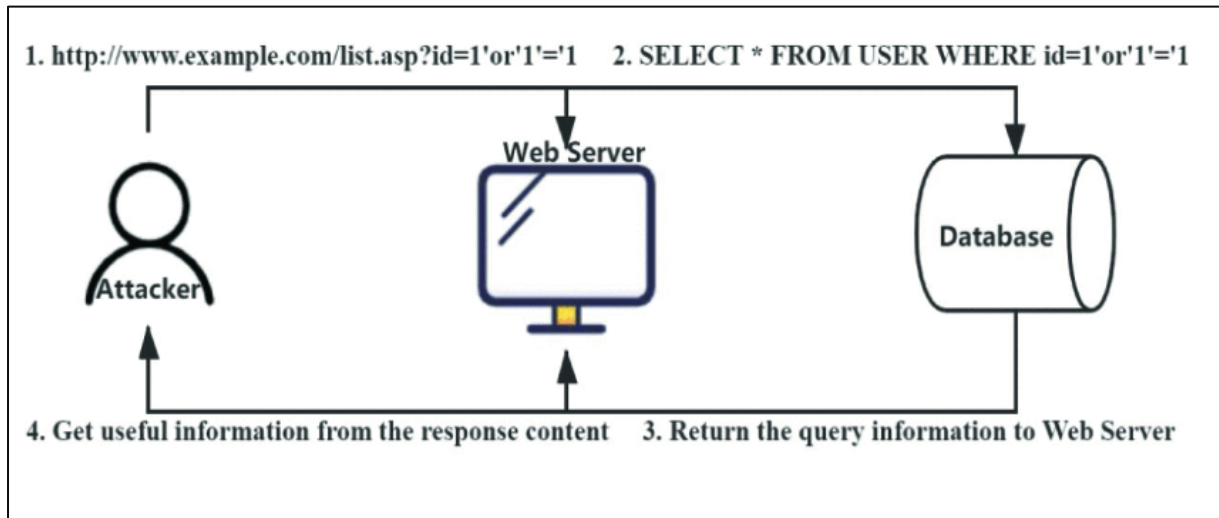 1. http://www.example.com/list.asp?id=1'or'1'='1
2. SELECT * FROM USER WHERE id=1'or'1'='1
Web Server
Attacker
Database
4. Get useful information from the response content
3. Return the query information to Web Server